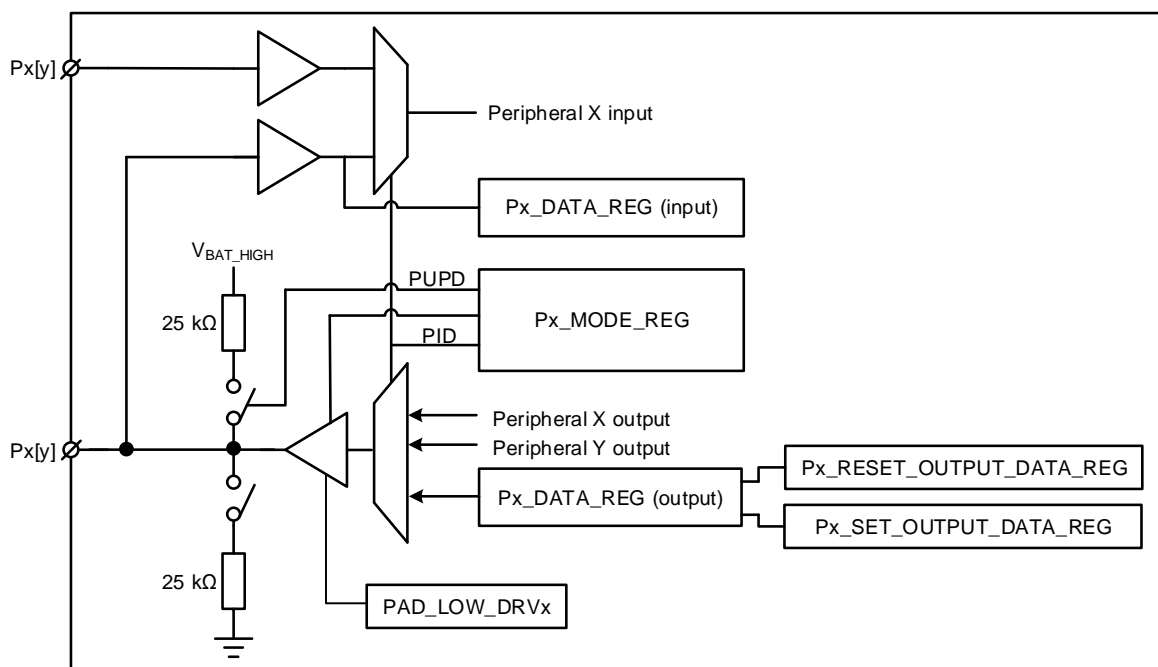 Px[y]
Peripheral X input
Px_DATA_REG (input)
VBAT_HIGH
PUPD
25 kΩ
Px_MODE_REG
PID
Peripheral X output
Px[y]
Peripheral Y output
Px_RESET_OUTPUT_DATA_REG
Px_DATA_REG (output)
Px_SET_OUTPUT_DATA_REG
25 kΩ
PAD_LOW_DRVx